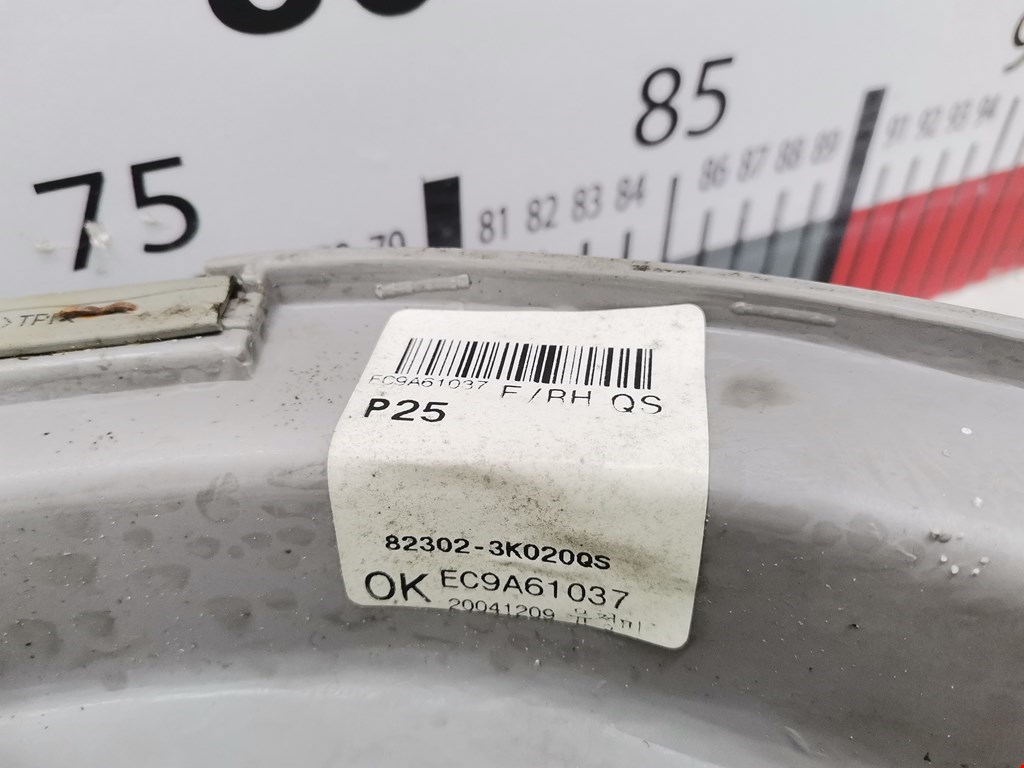 85
75
81 82 83 84
86 87 88 89
91 92 93 94
79
EC9A61037 F/RH QS
P25
82302-3K020QS
OK EC9A61037
20041209